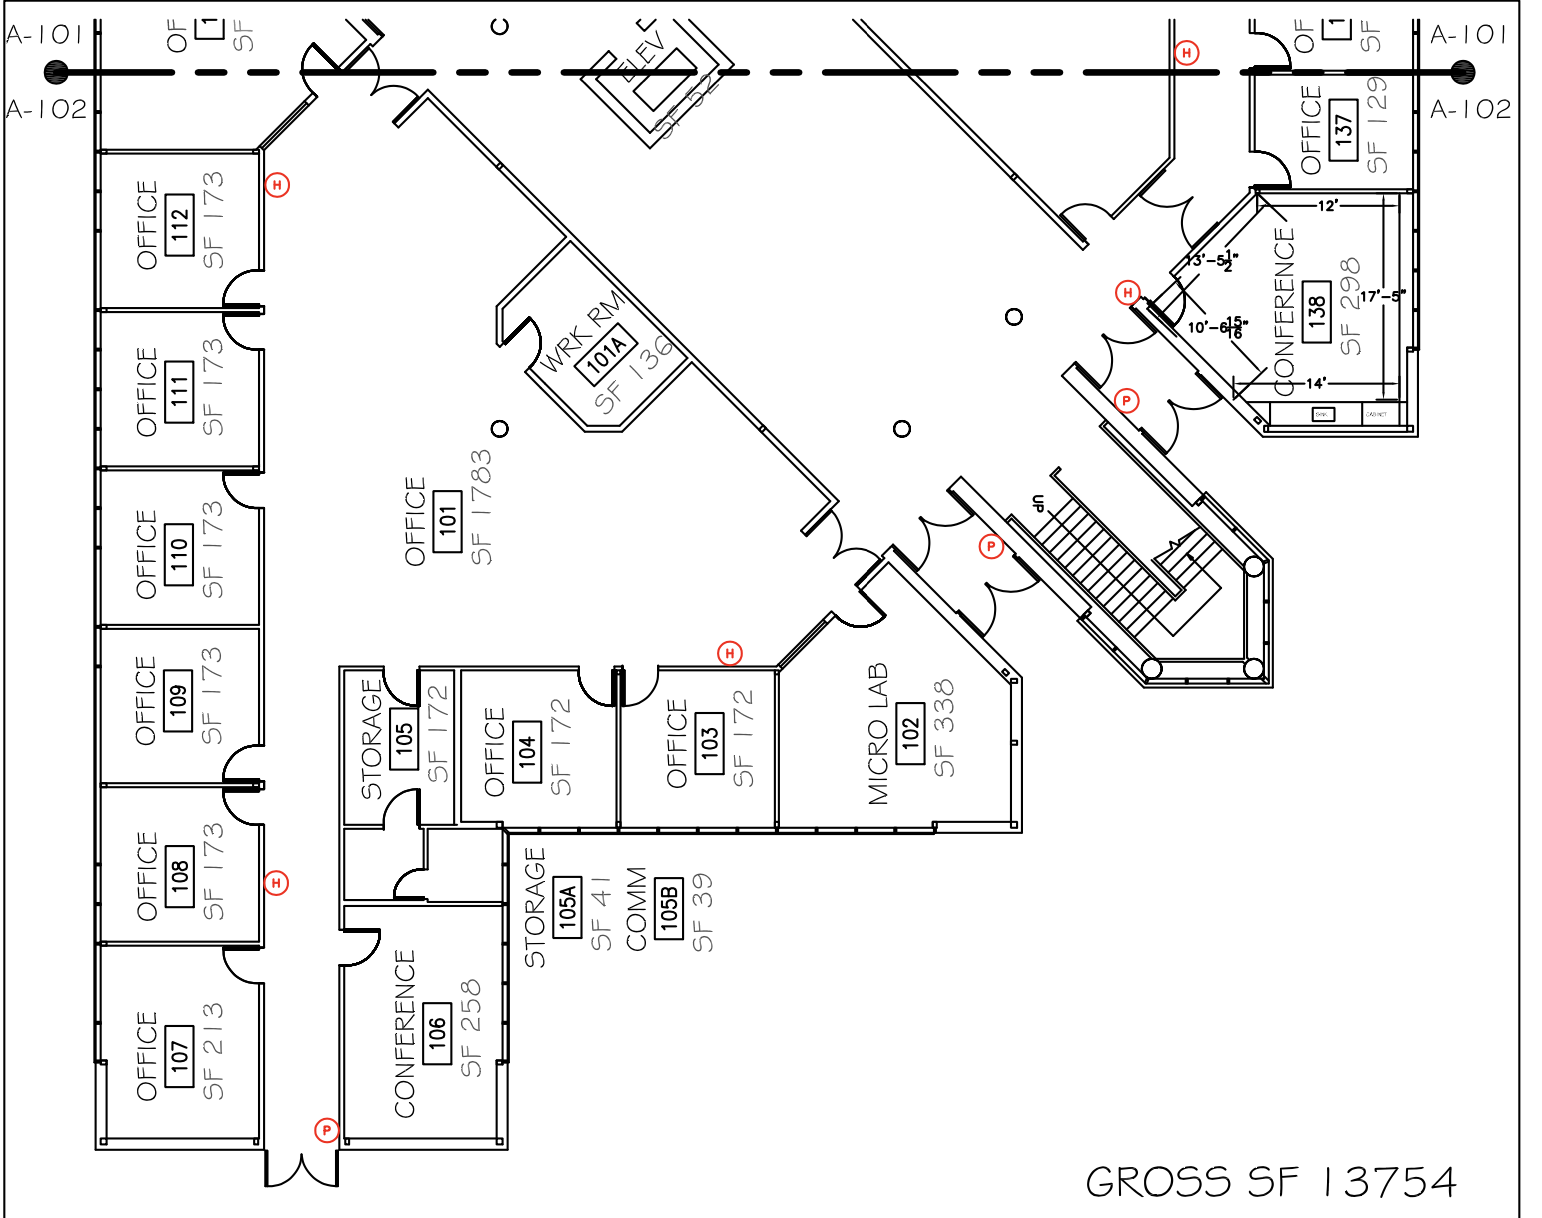 A-101
A-102
OF
1
SF
ELEV
SF 52
H
OF
1
SF
A-101
A-102
OFFICE
137
SF 129
OFFICE
112
SF 173
H
12'
13'-5½"
CONFERENCE
138
SF 298
17'-5"
10'-6 15/16"
14'
SINK
CABINET
H
P
WRK RM
101A
SF 136
OFFICE
111
SF 173
OFFICE
101
SF 1783
OFFICE
110
SF 173
UP
P
OFFICE
109
SF 173
H
STORAGE
105
SF 172
OFFICE
104
SF 172
OFFICE
103
SF 172
MICRO LAB
102
SF 338
OFFICE
108
SF 173
H
STORAGE
105A
SF 41
COMM
105B
SF 39
OFFICE
107
SF 213
CONFERENCE
106
SF 258
P
GROSS SF 13754